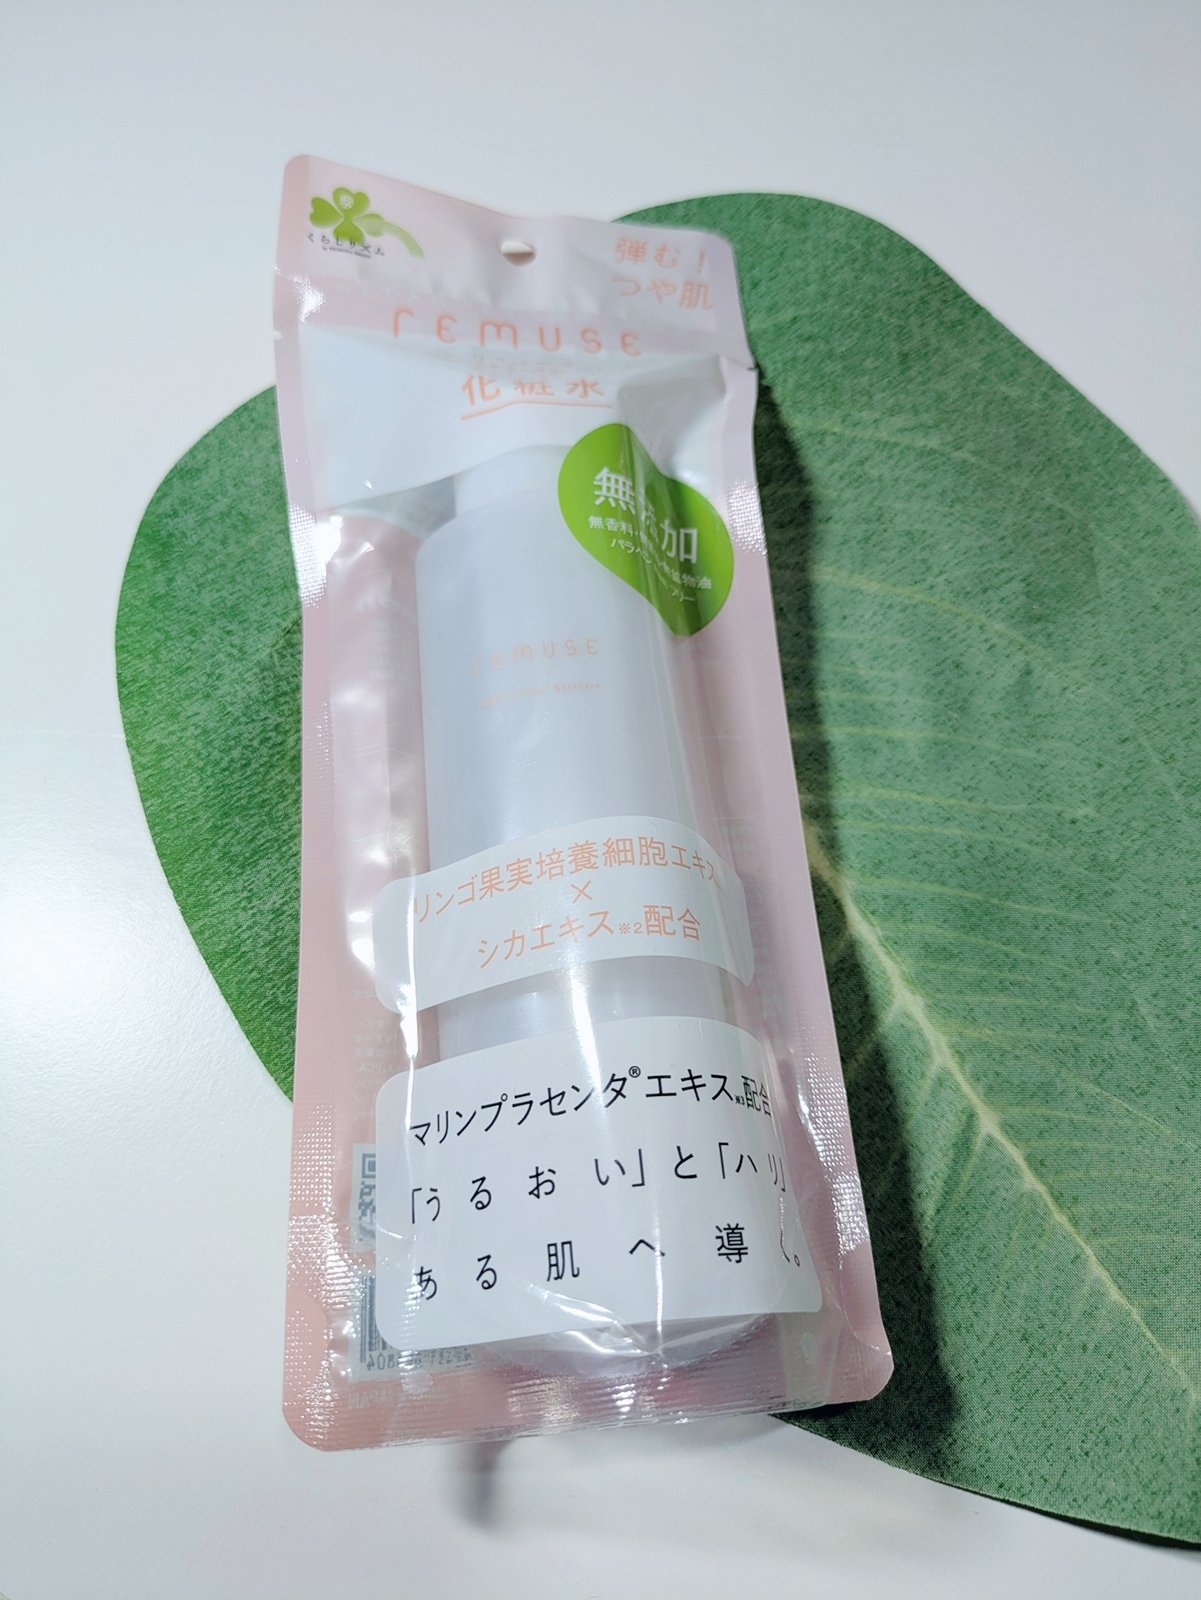 くらしリズム
弾む！
つや肌
remuse
化粧水
無添加
無香料
パラベン
鉱物油
フリー
remuse
Skincare
リンゴ果実培養細胞エキス
×
シカエキス※2配合
マリンプラセンタ®エキス※3配合
「うるおい」と「ハリ」
ある肌へ導く。